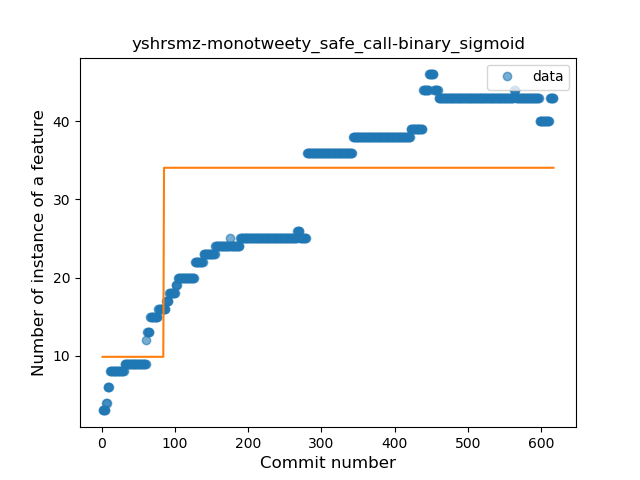 yshrsmz-monotweety_safe_call-binary_sigmoid
data
Number of instance of a feature
40
30
20
10
0 100 200 300 400 500 600
Commit number